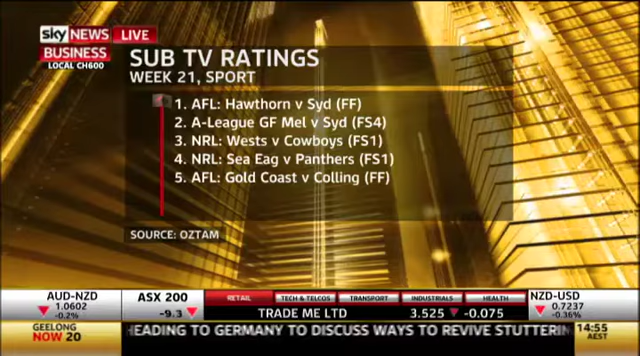 sky NEWS LIVE
BUSINESS
LOCAL CH600
SUB TV RATINGS
WEEK 21, SPORT
1. AFL: Hawthorn v Syd (FF)
2. A-League GF Mel v Syd (FS4)
3. NRL: Wests v Cowboys (FS1)
4. NRL: Sea Eag v Panthers (FS1)
5. AFL: Gold Coast v Colling (FF)
SOURCE: OZTAM
AUD-NZD
1.0602
-0.2%
ASX 200
-9.3
RETAIL TECH & TELCOS TRANSPORT INDUSTRIALS HEALTH
TRADE ME LTD 3.525 -0.075
NZD-USD
0.7237
-0.36%
GEELONG
NOW 20
HEADING TO GERMANY TO DISCUSS WAYS TO REVIVE STUTTERIN
14:55
AEST